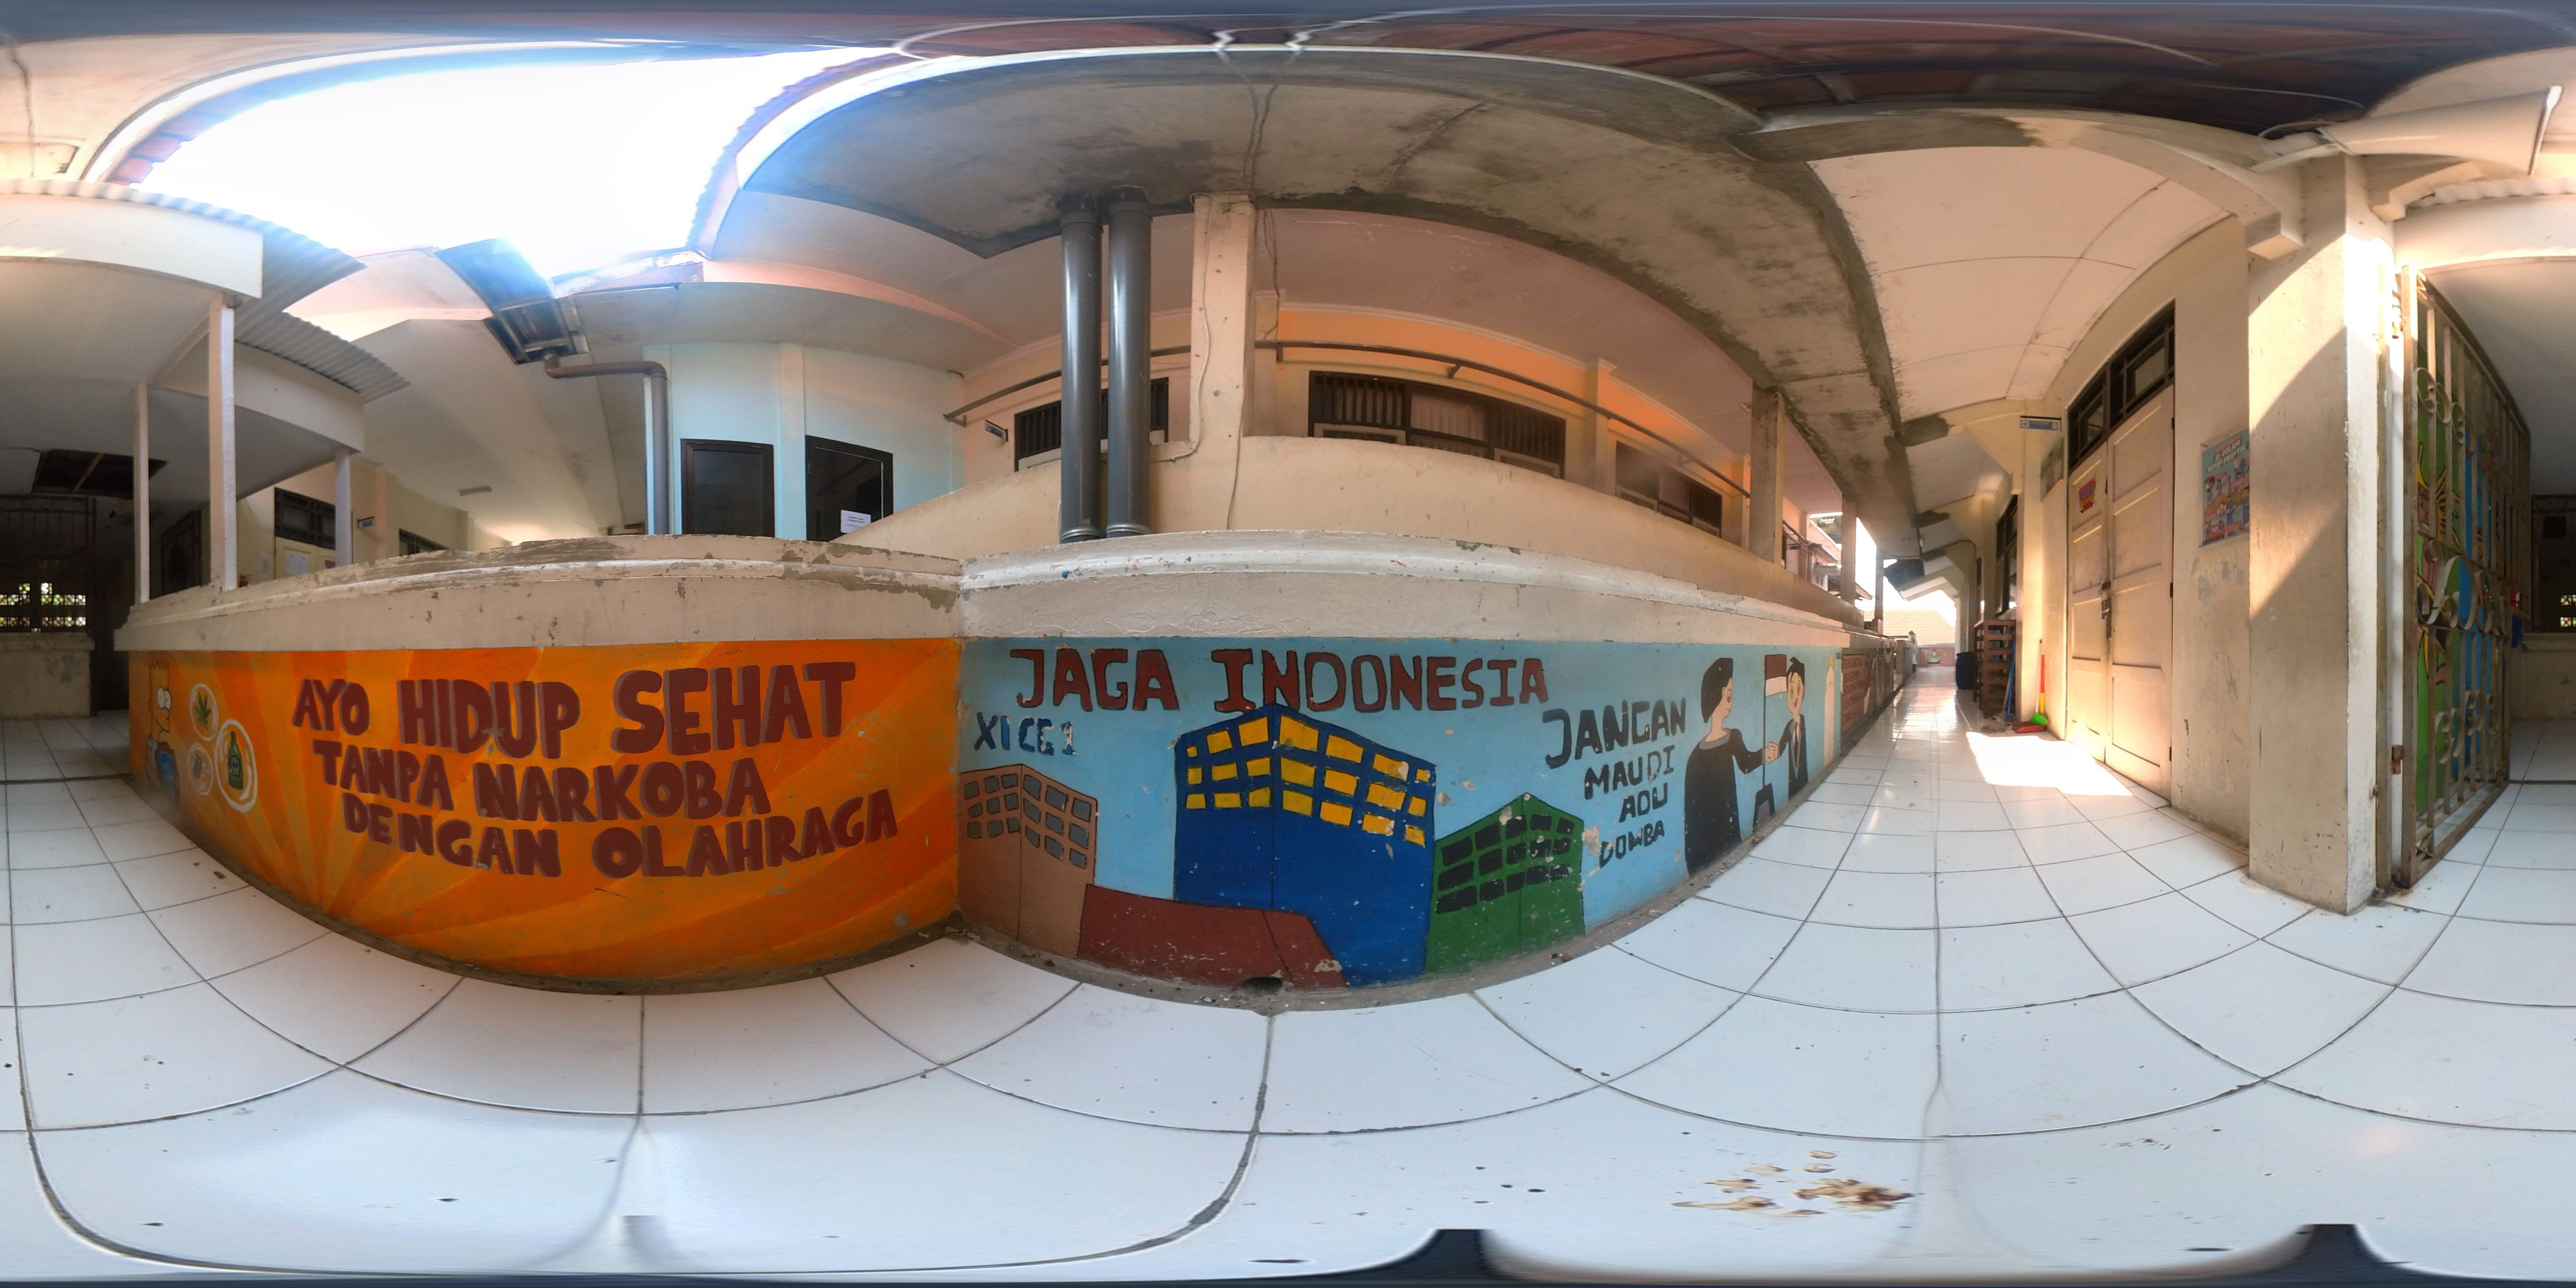 AYO HIDUP SEHAT
TANPA NARKOBA
DENGAN OLAHRAGA
JAGA INDONESIA
XI CG 1
JANGAN
MAU DI
ADU
DOMBA